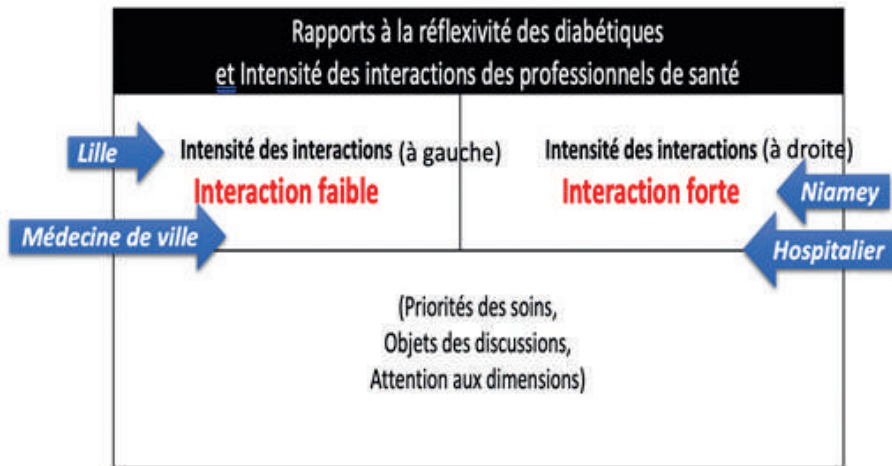 Rapports à la réflexivité des diabétiques
et Intensité des interactions des professionnels de santé
Lille
Intensité des interactions (à gauche)
Interaction faible
Médecine de ville
Intensité des interactions (à droite)
Interaction forte
Niamey
Hospitalier
(Priorités des soins,
Objets des discussions,
Attention aux dimensions)